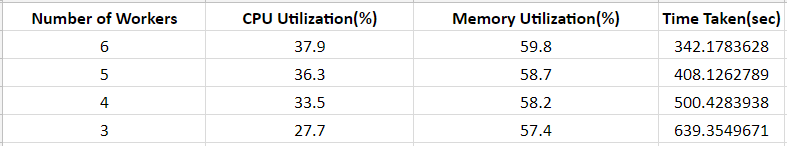 Number of Workers CPU Utilization(%) Memory Utilization(%) Time Taken(sec)
6 37.9 59.8 342.1783628
5 36.3 58.7 408.1262789
4 33.5 58.2 500.4283938
3 27.7 57.4 639.3549671